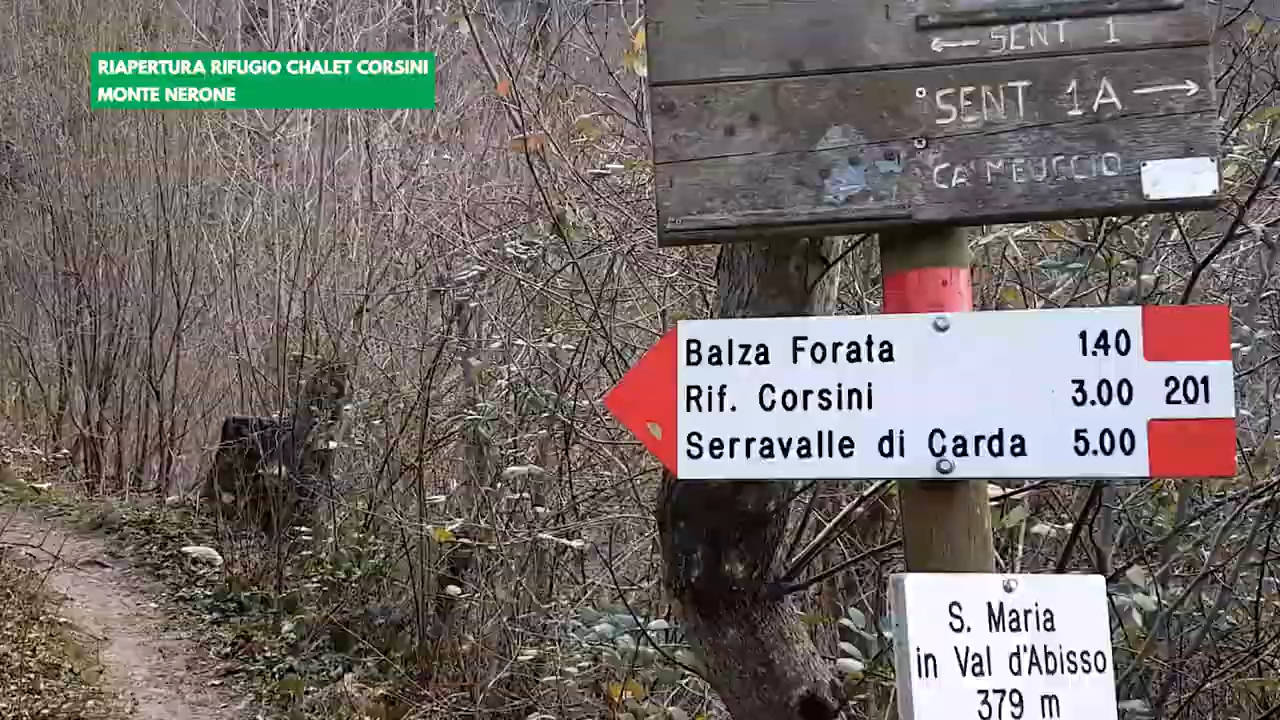 RIAPERTURA RIFUGIO CHALET CORSINI
MONTE NERONE
← SENT 1
°SENT 1A →
CA' MEUCCIO
Balza Forata 1.40
Rif. Corsini 3.00 201
Serravalle di Carda 5.00
S. Maria
in Val d'Abisso
379 m